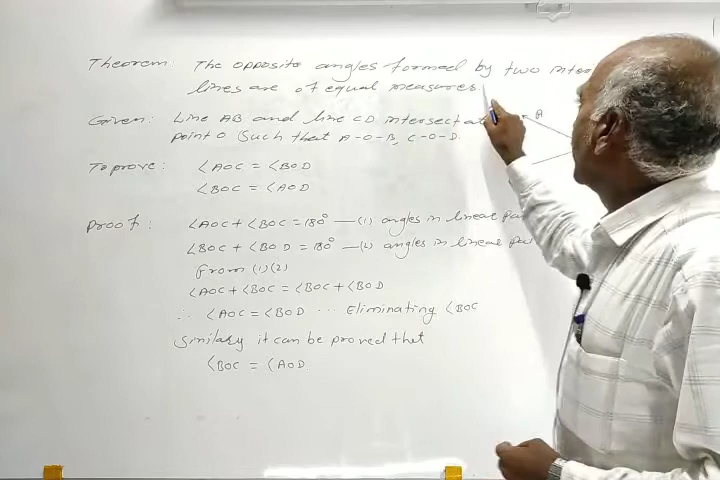 Theorem: The opposite angles formed by two
lines are of equal measures.
Given: Line AB and line CD intersect at
point O (Such that A-O-B, C-O-D.
A
To prove: ∠AOC = ∠BOD
∠BOC = ∠AOD
Proof: ∠AOC + ∠BOC = 180° —(1) angles in linear
∠BOC + ∠BOD = 180° —(2) angles in linear
From (1)(2)
∠AOC + ∠BOC = ∠BOC + ∠BOD
∴ ∠AOC = ∠BOD ... Eliminating ∠BOC
Similary it can be proved that
∠BOC = ∠AOD